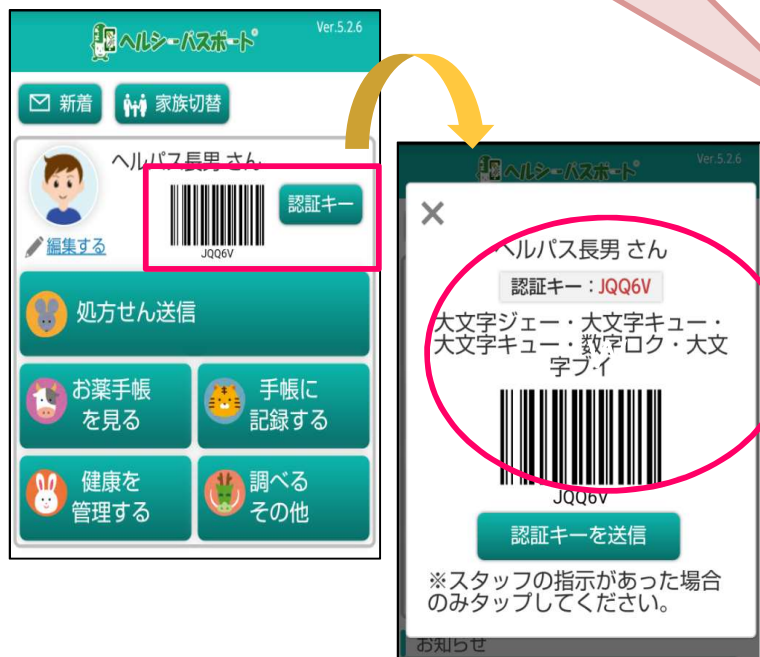 ヘルシーパスポート®
Ver.5.2.6
新着
家族切替
ヘルパス長男 さん
認証キー
JQQ6V
編集する
処方せん送信
お薬手帳
を見る
手帳に
記録する
健康を
管理する
調べる
その他
ヘルシーパスポート®
Ver.5.2.6
ヘルパス長男 さん
認証キー：JQQ6V
大文字ジェー・大文字キュー・
大文字キュー・数字ロク・大文
字ブイ
JQQ6V
認証キーを送信
※スタッフの指示があった場合
のみタップしてください。
お知らせ